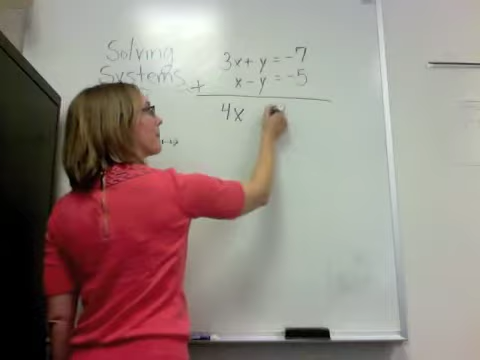 Solving
Systems
3x + y = -7
+ x - y = -5
4x